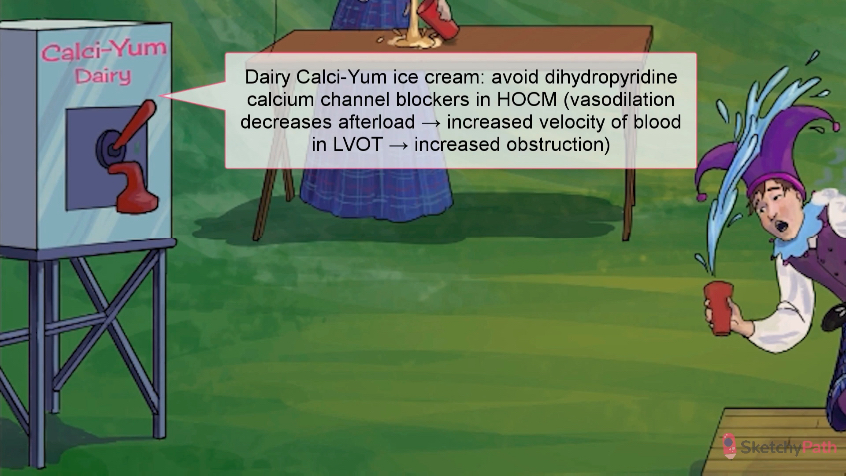 Calci-Yum
Dairy
Dairy Calci-Yum ice cream: avoid dihydropyridine
calcium channel blockers in HOCM (vasodilation
decreases afterload → increased velocity of blood
in LVOT → increased obstruction)
SketchyPath